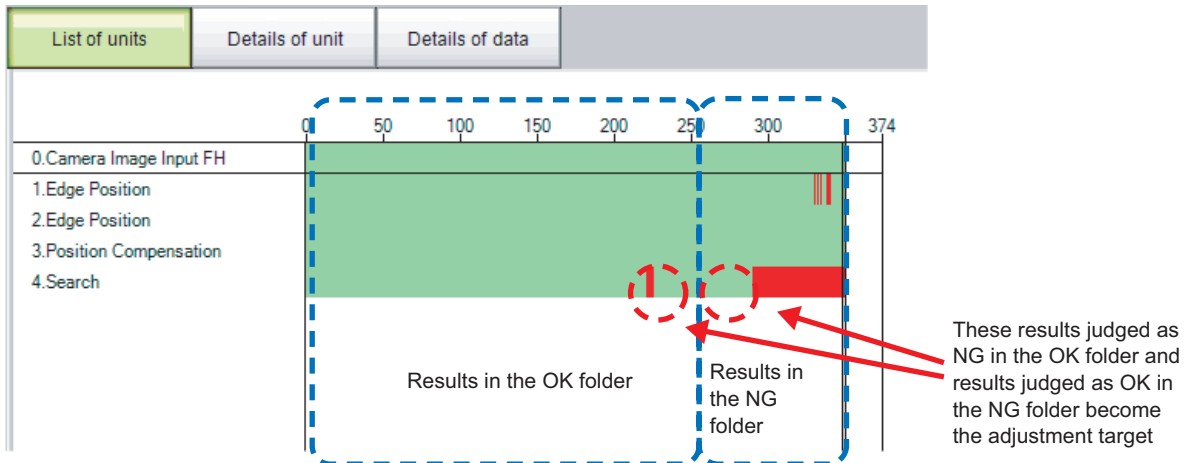 List of units Details of unit Details of data
0 50 100 150 200 250 300 374
0.Camera Image Input FH
1.Edge Position
2.Edge Position
3.Position Compensation
4.Search
Results in the OK folder
Results in
the NG
folder
These results judged as
NG in the OK folder and
results judged as OK in
the NG folder become
the adjustment target